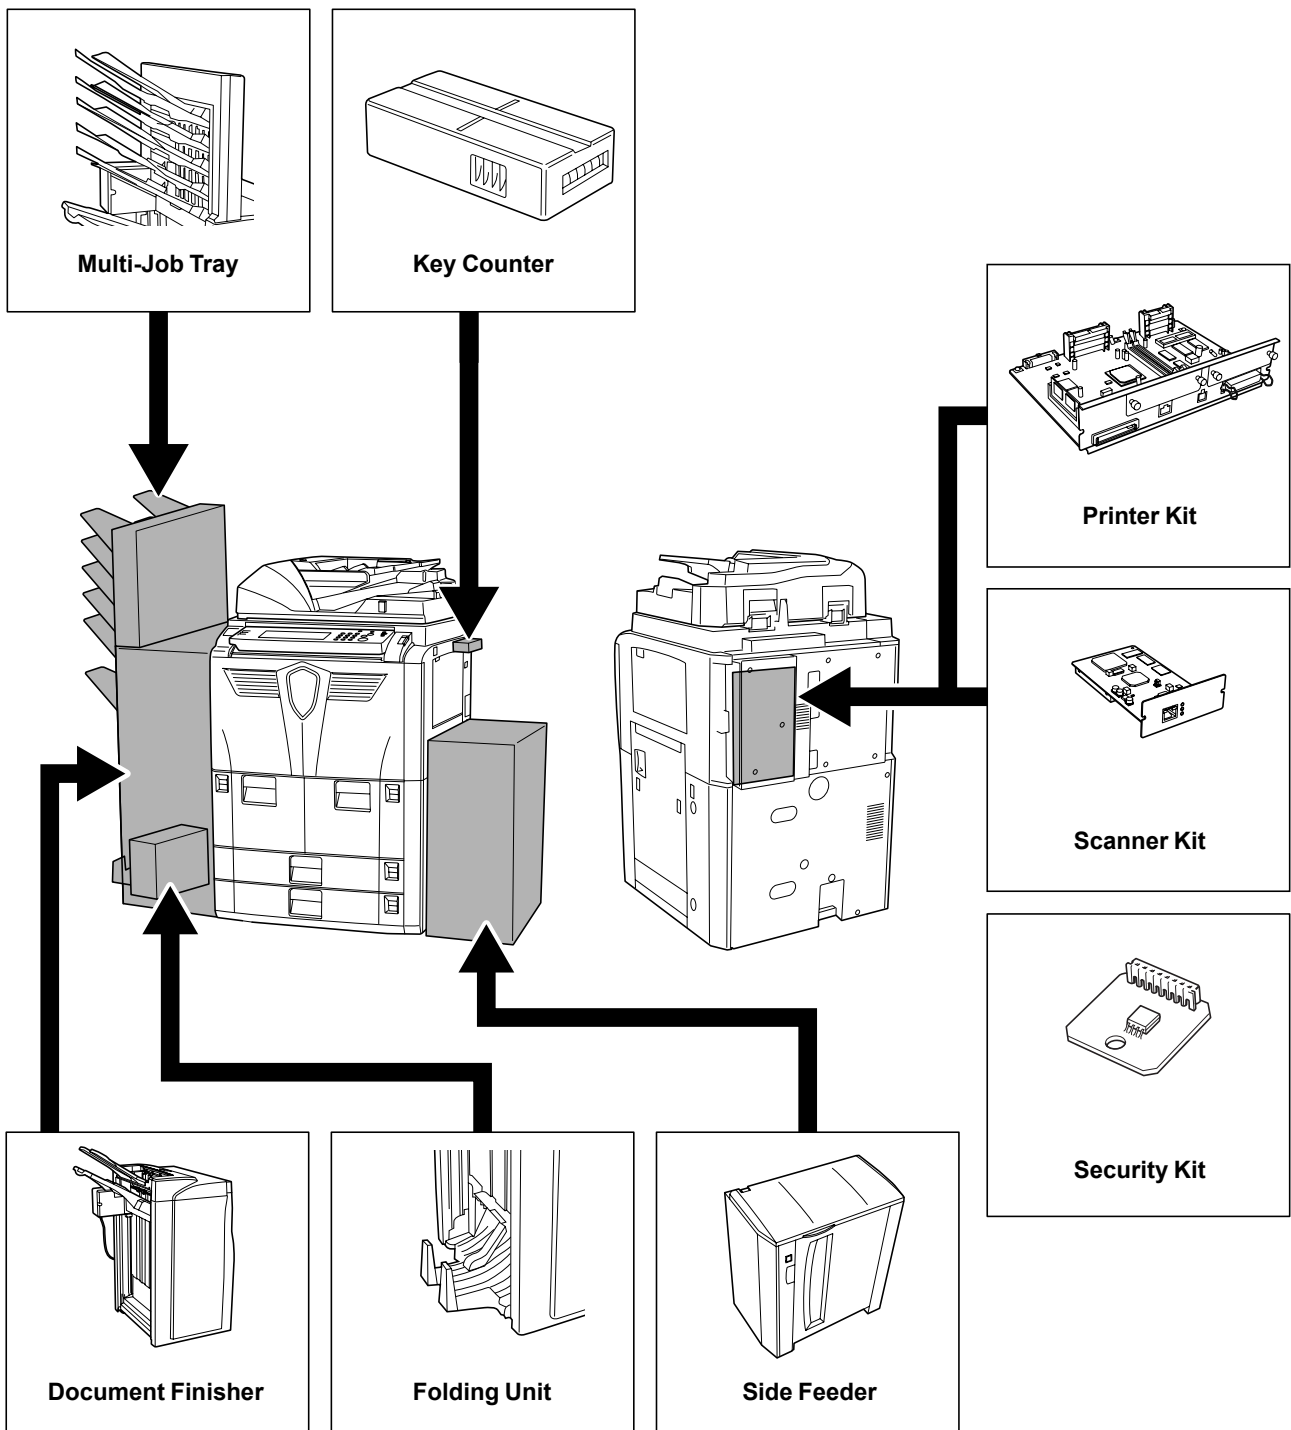 Multi-Job Tray
Key Counter
Printer Kit
Scanner Kit
Security Kit
Document Finisher
Folding Unit
Side Feeder